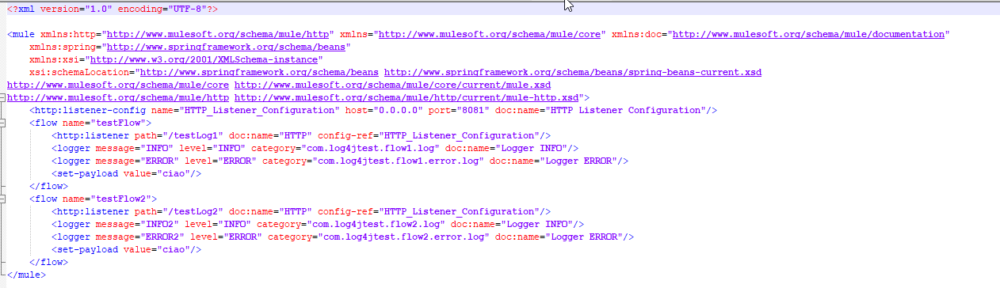 <?xml version="1.0" encoding="UTF-8"?>
<mule xmlns:http="http://www.mulesoft.org/schema/mule/http" xmlns="http://www.mulesoft.org/schema/mule/core" xmlns:doc="http://www.mulesoft.org/schema/mule/documentation"
xmlns:spring="http://www.springframework.org/schema/beans"
xmlns:xsi="http://www.w3.org/2001/XMLSchema-instance"
xsi:schemaLocation="http://www.springframework.org/schema/beans http://www.springframework.org/schema/beans/spring-beans-current.xsd
http://www.mulesoft.org/schema/mule/core http://www.mulesoft.org/schema/mule/core/current/mule.xsd
http://www.mulesoft.org/schema/mule/http http://www.mulesoft.org/schema/mule/http/current/mule-http.xsd">
<http:listener-config name="HTTP_Listener_Configuration" host="0.0.0.0" port="8081" doc:name="HTTP Listener Configuration"/>
<flow name="testFlow">
<http:listener path="/testLog1" doc:name="HTTP" config-ref="HTTP_Listener_Configuration"/>
<logger message="INFO" level="INFO" category="com.log4jtest.flow1.log" doc:name="Logger INFO"/>
<logger message="ERROR" level="ERROR" category="com.log4jtest.flow1.error.log" doc:name="Logger ERROR"/>
<set-payload value="ciao"/>
</flow>
<flow name="testFlow2">
<http:listener path="/testLog2" doc:name="HTTP" config-ref="HTTP_Listener_Configuration"/>
<logger message="INFO2" level="INFO" category="com.log4jtest.flow2.log" doc:name="Logger INFO"/>
<logger message="ERROR2" level="ERROR" category="com.log4jtest.flow2.error.log" doc:name="Logger ERROR"/>
<set-payload value="ciao"/>
</flow>
</mule>